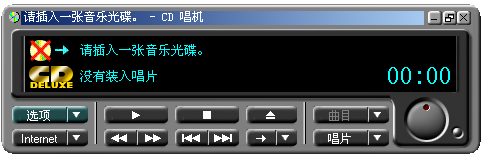 请插入一张音乐光碟。 - CD 唱机
请插入一张音乐光碟。
CD DELUXE 没有装入唱片 00:00
选项 曲目
Internet 唱片